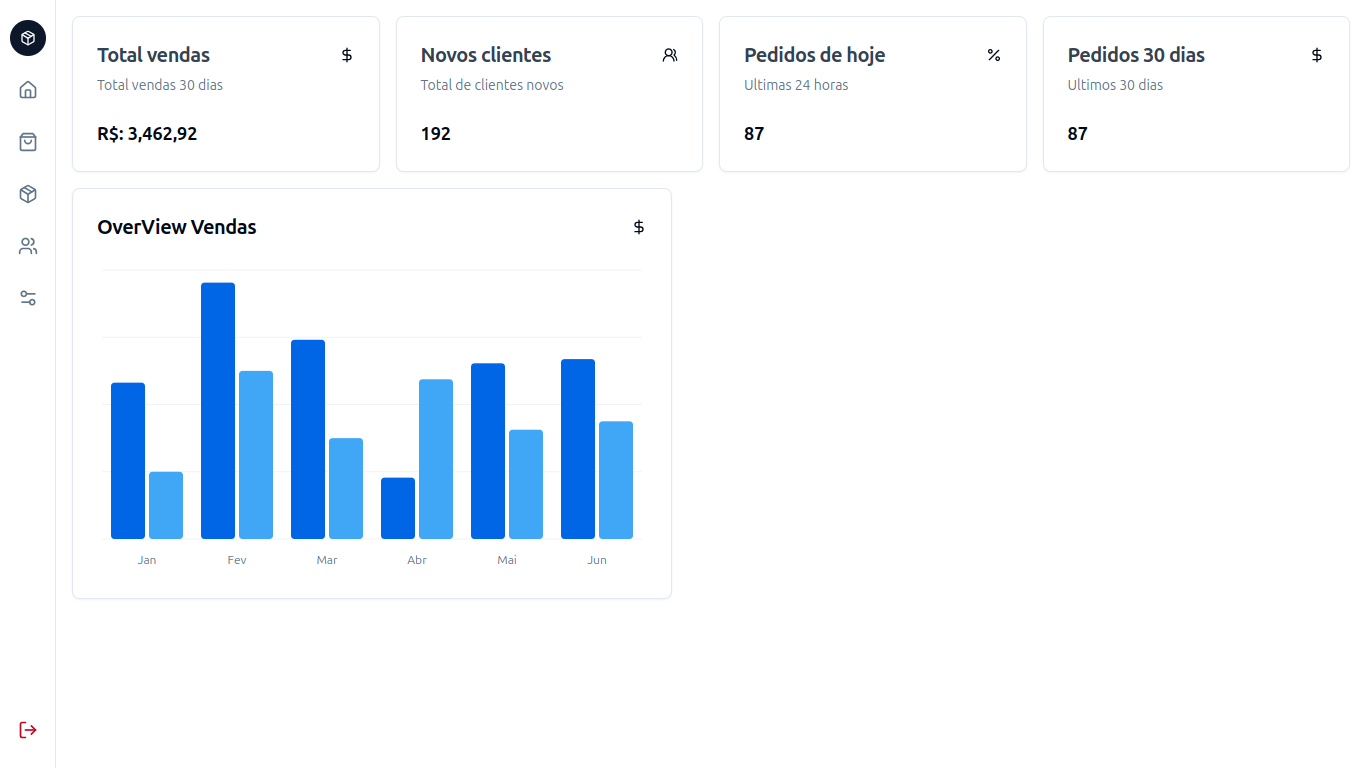 Total vendas
Total vendas 30 dias
R$: 3,462,92
Novos clientes
Total de clientes novos
192
Pedidos de hoje
Ultimas 24 horas
87
Pedidos 30 dias
Ultimos 30 dias
87
OverView Vendas
Jan Fev Mar Abr Mai Jun